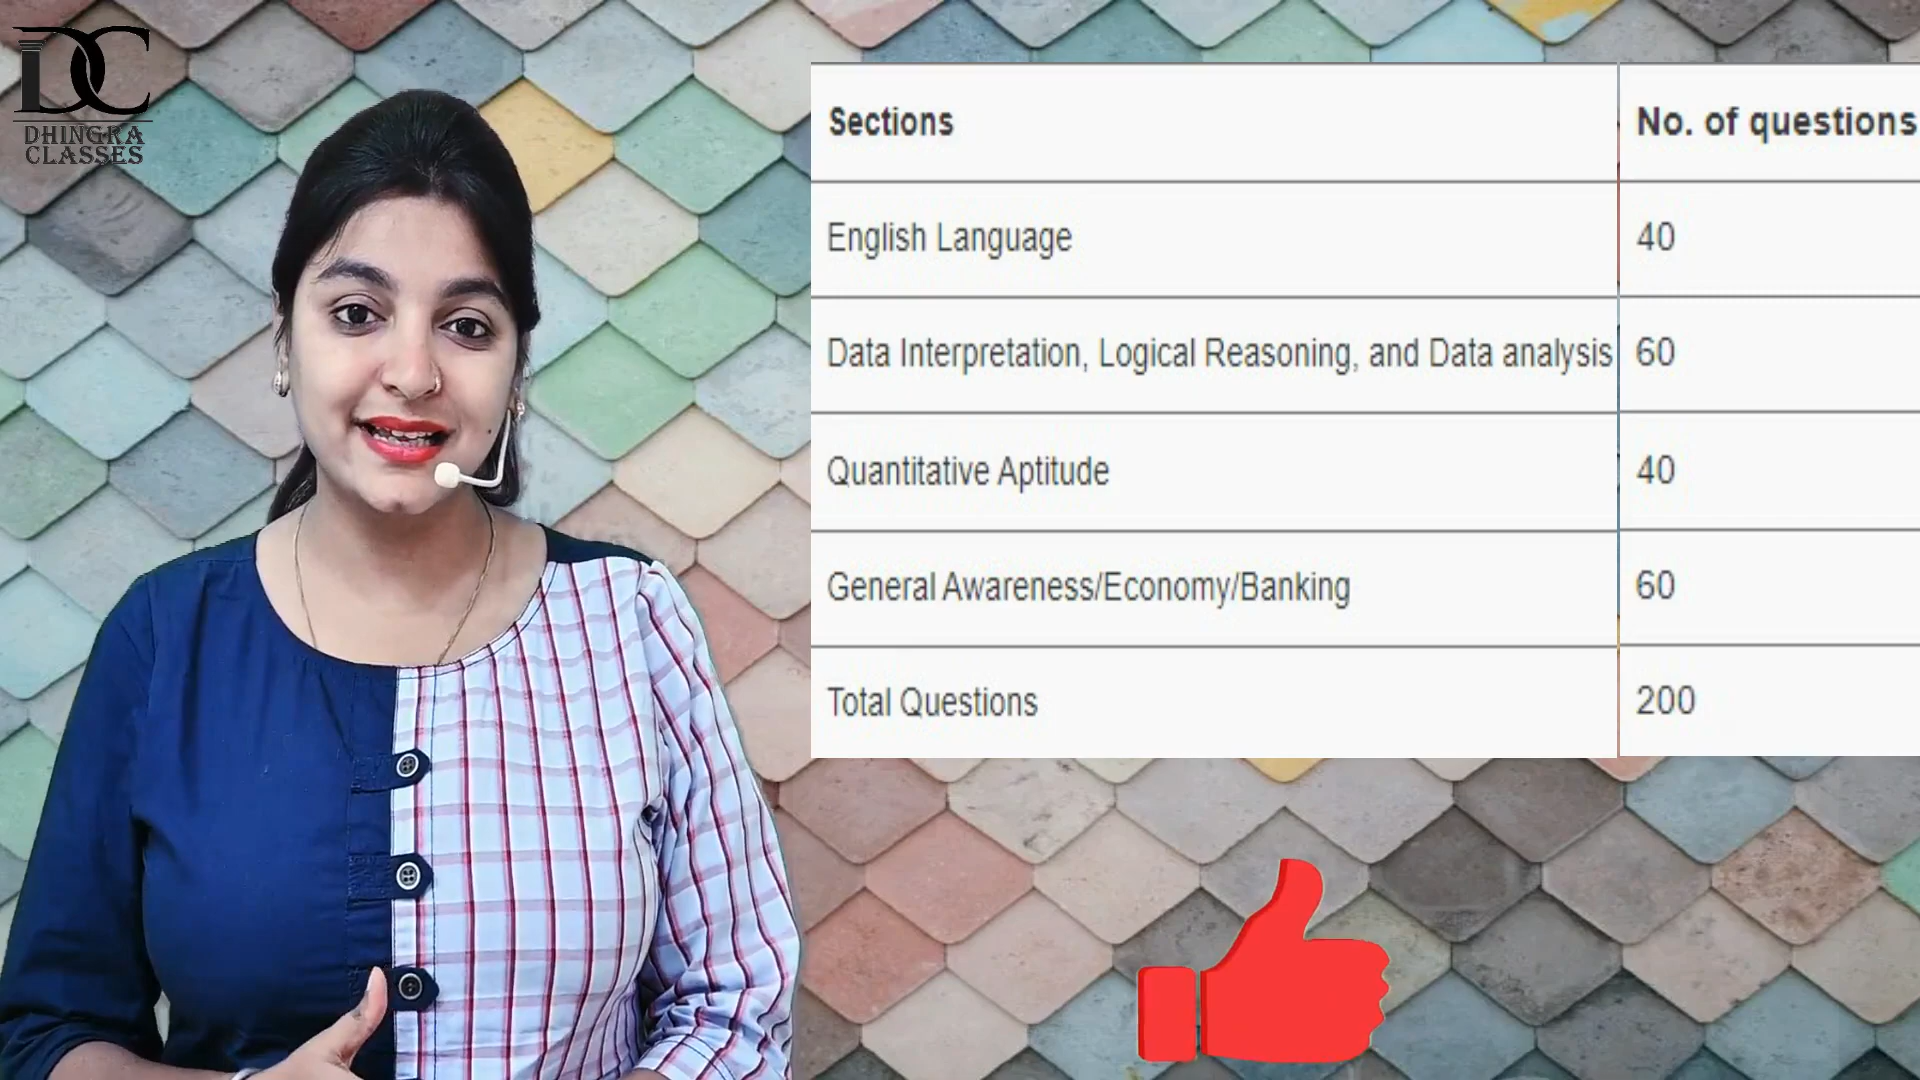 DC
DHINGRA
CLASSES
Sections No. of questions
English Language 40
Data Interpretation, Logical Reasoning, and Data analysis 60
Quantitative Aptitude 40
General Awareness/Economy/Banking 60
Total Questions 200